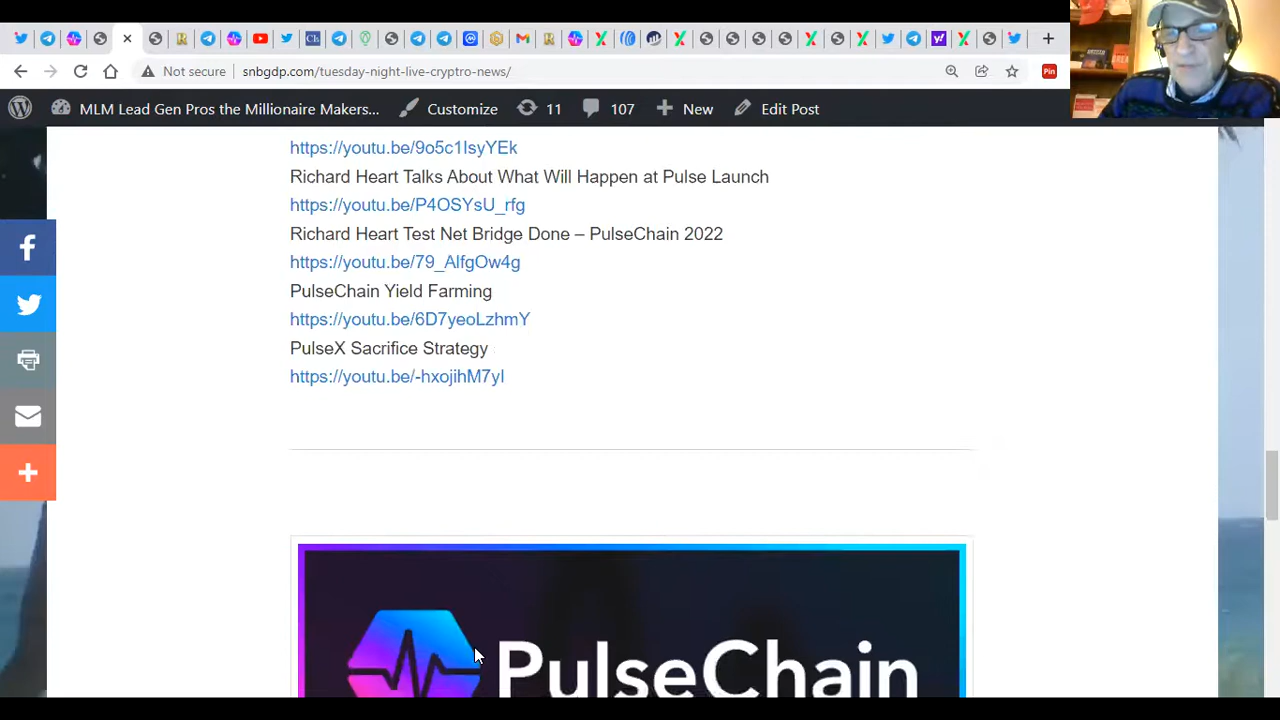 Not secure
snbgdp.com/tuesday-night-live-cryptro-news/
Pin
MLM Lead Gen Pros the Millionaire Makers...
Customize
11
107
New
Edit Post
https://youtu.be/9o5c1IsyYEk
Richard Heart Talks About What Will Happen at Pulse Launch
https://youtu.be/P4OSYsU_rfg
Richard Heart Test Net Bridge Done – PulseChain 2022
https://youtu.be/79_AlfgOw4g
PulseChain Yield Farming
https://youtu.be/6D7yeoLzhmY
PulseX Sacrifice Strategy
https://youtu.be/-hxojihM7yI
PulseChain